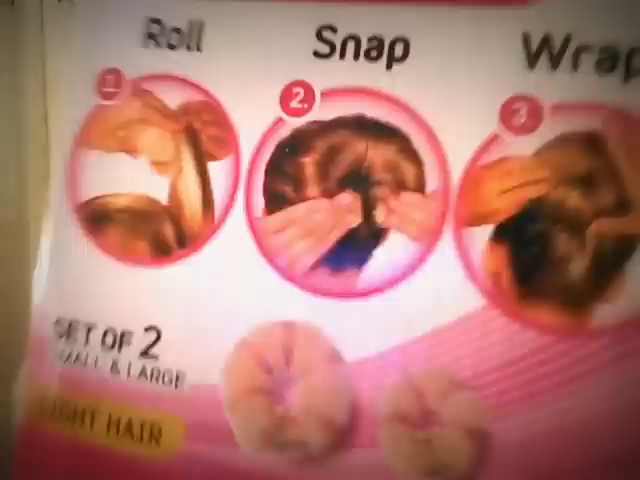 Roll
Snap
Wrap
1
2.
3
SET OF 2
SMALL & LARGE
LIGHT HAIR